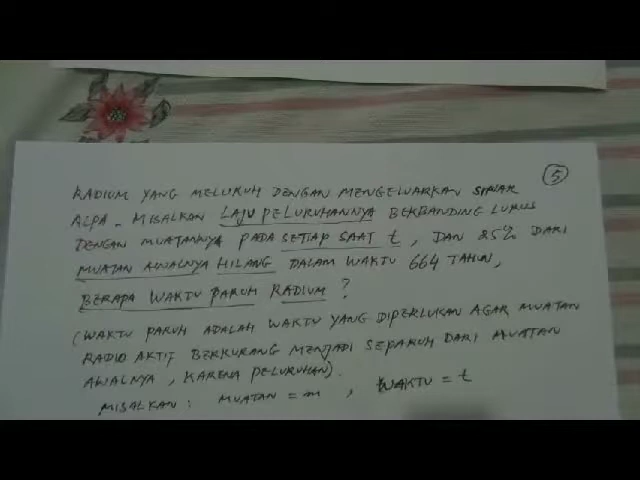 5
RADIUM YANG MELURUH DENGAN MENGELUARKAN SINAR
ALPA. MISALKAN LAJU PELURUHANNYA BERBANDING LURUS
DENGAN MUATANNYA PADA SETIAP SAAT t, DAN 25% DARI
MUATAN AWALNYA HILANG DALAM WAKTU 664 TAHUN,
BERAPA WAKTU PARUH RADIUM ?
(WAKTU PARUH ADALAH WAKTU YANG DIPERLUKAN AGAR MUATAN
RADIO AKTIF BERKURANG MENJADI SEPARUH DARI MUATAN
AWALNYA, KARENA PELURUHAN).
MISALKAN : MUATAN = m, WAKTU = t